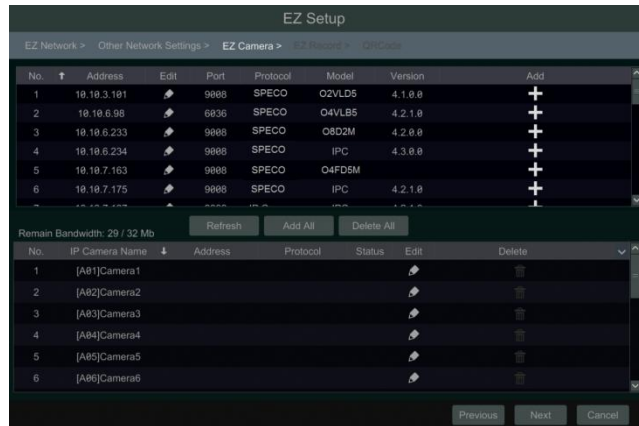 EZ Setup
EZ Network > Other Network Settings > EZ Camera > EZ Record > QRCode
No. ↑ Address Edit Port Protocol Model Version Add
1 10.10.3.101 9008 SPECO O2VLD5 4.1.0.0
2 10.10.6.98 6036 SPECO O4VLB5 4.2.1.0
3 10.10.6.233 9008 SPECO O8D2M 4.2.0.0
4 10.10.6.234 9008 SPECO IPC 4.3.0.0
5 10.10.7.163 9008 SPECO O4FD5M
6 10.10.7.175 9008 SPECO IPC 4.2.1.0
Remain Bandwidth: 29 / 32 Mb Refresh Add All Delete All
No. IP Camera Name ↓ Address Protocol Status Edit Delete
1 [A01]Camera1
2 [A02]Camera2
3 [A03]Camera3
4 [A04]Camera4
5 [A05]Camera5
6 [A06]Camera6
Previous Next Cancel